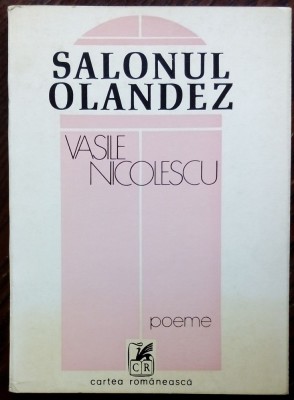 SALONUL
OLANDEZ
VASILE
NICOLESCU
poeme
CR
cartea românească